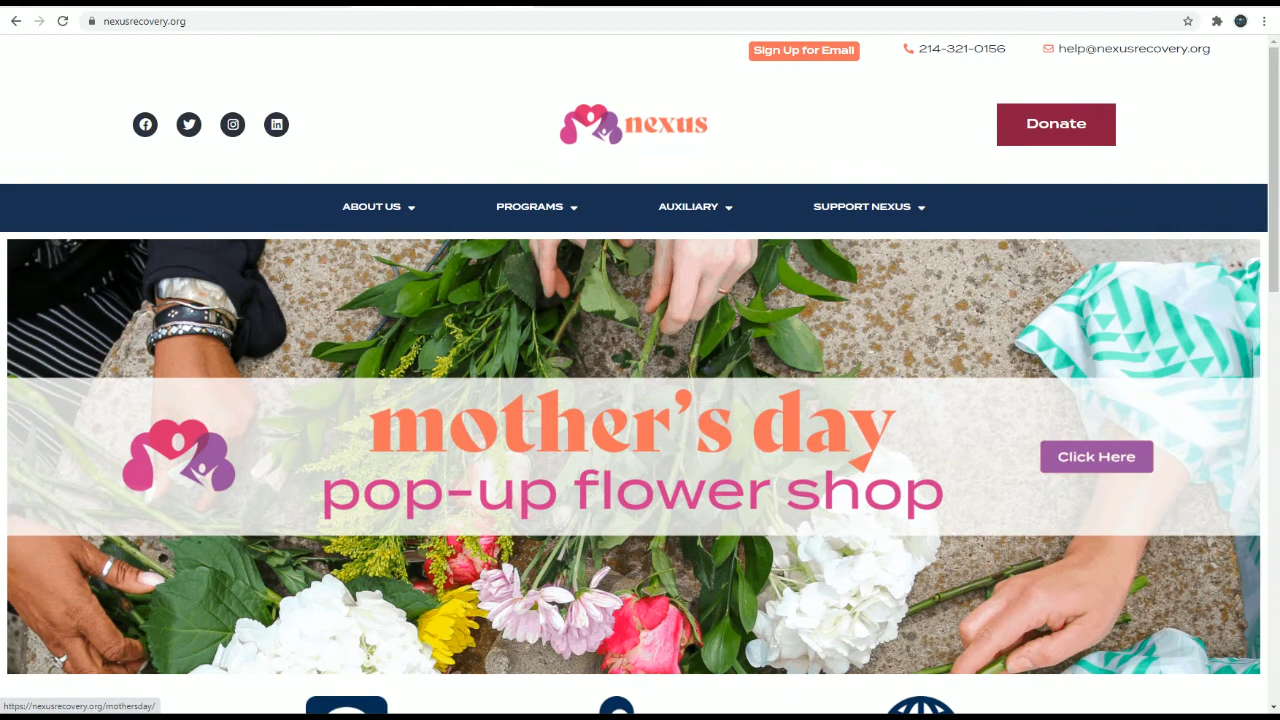 nexusrecovery.org
Sign Up for Email
214-321-0156
help@nexusrecovery.org
nexus
Donate
ABOUT US
PROGRAMS
AUXILIARY
SUPPORT NEXUS
mother's day
pop-up flower shop
Click Here
https://nexusrecovery.org/mothersday/